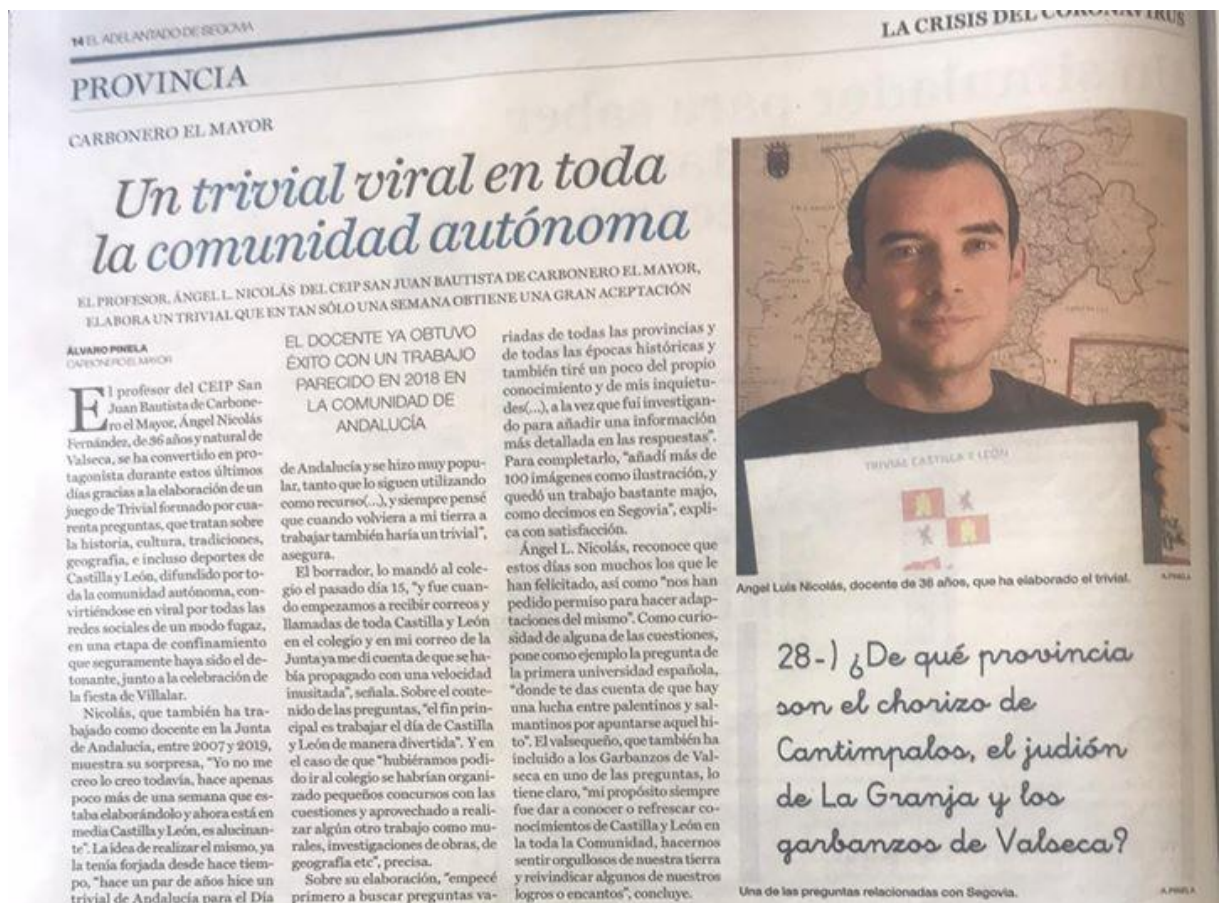 14 EL ADELANTADO DE SEGOVIA
LA CRISIS DEL CORONAVIRUS
PROVINCIA
CARBONERO EL MAYOR
Un trivial viral en toda
la comunidad autónoma
EL PROFESOR, ÁNGEL L. NICOLÁS DEL CEIP SAN JUAN BAUTISTA DE CARBONERO EL MAYOR,
ELABORA UN TRIVIAL QUE EN TAN SÓLO UNA SEMANA OBTIENE UNA GRAN ACEPTACIÓN
ÁLVARO PINELA
CARBONERO EL MAYOR
El profesor del CEIP San
Juan Bautista de Carbone-
ro el Mayor, Ángel Nicolás
Fernández, de 36 años y natural de
Valseca, se ha convertido en pro-
tagonista durante estos últimos
días gracias a la elaboración de un
juego de Trivial formado por cua-
renta preguntas, que tratan sobre
la historia, cultura, tradiciones,
geografía, e incluso deportes de
Castilla y León, difundido por to-
da la comunidad autónoma, con-
virtiéndose en viral por todas las
redes sociales de un modo fugaz,
en una etapa de confinamiento
que seguramente haya sido el de-
tonante, junto a la celebración de
la fiesta de Villalar.
Nicolás, que también ha tra-
bajado como docente en la Junta
de Andalucía, entre 2007 y 2019,
muestra su sorpresa, "Yo no me
creo lo creo todavía, hace apenas
poco más de una semana que es-
taba elaborándolo y ahora está en
media Castilla y León, es alucinan-
te". La idea de realizar el mismo, ya
la tenía forjada desde hace tiem-
po, "hace un par de años hice un
trivial de Andalucía para el Día
EL DOCENTE YA OBTUVO
ÉXITO CON UN TRABAJO
PARECIDO EN 2018 EN
LA COMUNIDAD DE
ANDALUCÍA
de Andalucía y se hizo muy popu-
lar, tanto que lo siguen utilizando
como recurso(...), y siempre pensé
que cuando volviera a mi tierra a
trabajar también haría un trivial",
asegura.
El borrador, lo mandó al cole-
gio el pasado día 15, "y fue cuan-
do empezamos a recibir correos y
llamadas de toda Castilla y León
en el colegio y en mi correo de la
Junta ya me di cuenta de que se ha-
bía propagado con una velocidad
inusitada", señala. Sobre el conte-
nido de las preguntas, "el fin prin-
cipal es trabajar el día de Castilla
y León de manera divertida". Y en
el caso de que "hubiéramos podi-
do ir al colegio se habrían organi-
zado pequeños concursos con las
cuestiones y aprovechado a reali-
zar algún otro trabajo como mu-
rales, investigaciones de obras, de
geografía etc", precisa.
Sobre su elaboración, "empecé
primero a buscar preguntas va-
riadas de todas las provincias y
de todas las épocas históricas y
también tiré un poco del propio
conocimiento y de mis inquietu-
des(...), a la vez que fui investigan-
do para añadir una información
más detallada en las respuestas".
Para completarlo, "añadí más de
100 imágenes como ilustración, y
quedó un trabajo bastante majo,
como decimos en Segovia", expli-
ca con satisfacción.
Ángel L. Nicolás, reconoce que
estos días son muchos los que le
han felicitado, así como "nos han
pedido permiso para hacer adap-
taciones del mismo". Como curio-
sidad de alguna de las cuestiones,
pone como ejemplo la pregunta de
la primera universidad española,
"donde te das cuenta de que hay
una lucha entre palentinos y sal-
mantinos por apuntarse aquel hi-
to". El valsequeño, que también ha
incluido a los Garbanzos de Val-
seca en uno de las preguntas, lo
tiene claro, "mi propósito siempre
fue dar a conocer o refrescar co-
nocimientos de Castilla y León en
la toda la Comunidad, hacernos
sentir orgullosos de nuestra tierra
y reivindicar algunos de nuestros
logros o encantos", concluye.
TRIVIAL CASTILLA Y LEÓN
Angel Luis Nicolás, docente de 36 años, que ha elaborado el trivial.
A.PINELA
28-) ¿De qué provincia
son el chorizo de
Cantimpalos, el judión
de La Granja y los
garbanzos de Valseca?
Una de las preguntas relacionadas con Segovia.
A.PINELA